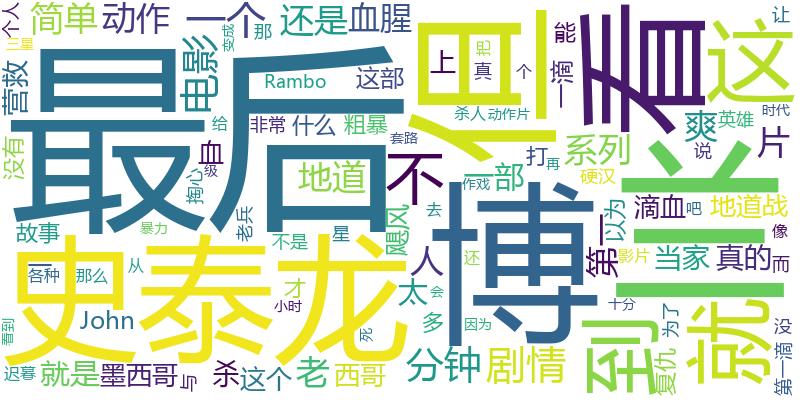 个人
三星
简单
动作
一个
那
变成
还是
血腥
最后
但
看
这
营救
电影
Rambo
这部
上
真
把
个
能
一滴
让
杀人
动作片
时代
没有
给
级
非常
什么
粗暴
自
掏心
套路
打
再
爽
英雄
说
片
地道
不
一部
系列
作戏
硬汉
卜
故事
老兵
暴力
不是
星
飓风
去
博
第一
以为
滴血
吧
地道战
像
一
各种
那么
从
史泰龙
才
小时
人
太
会
多
还
因为
影片
当家
真的
而
兰
到
就
看到
John
死
十分
复仇
为了
没
第一滴
迟暮
就是
墨西哥
与
杀
这个
老
西哥
分钟
剧情